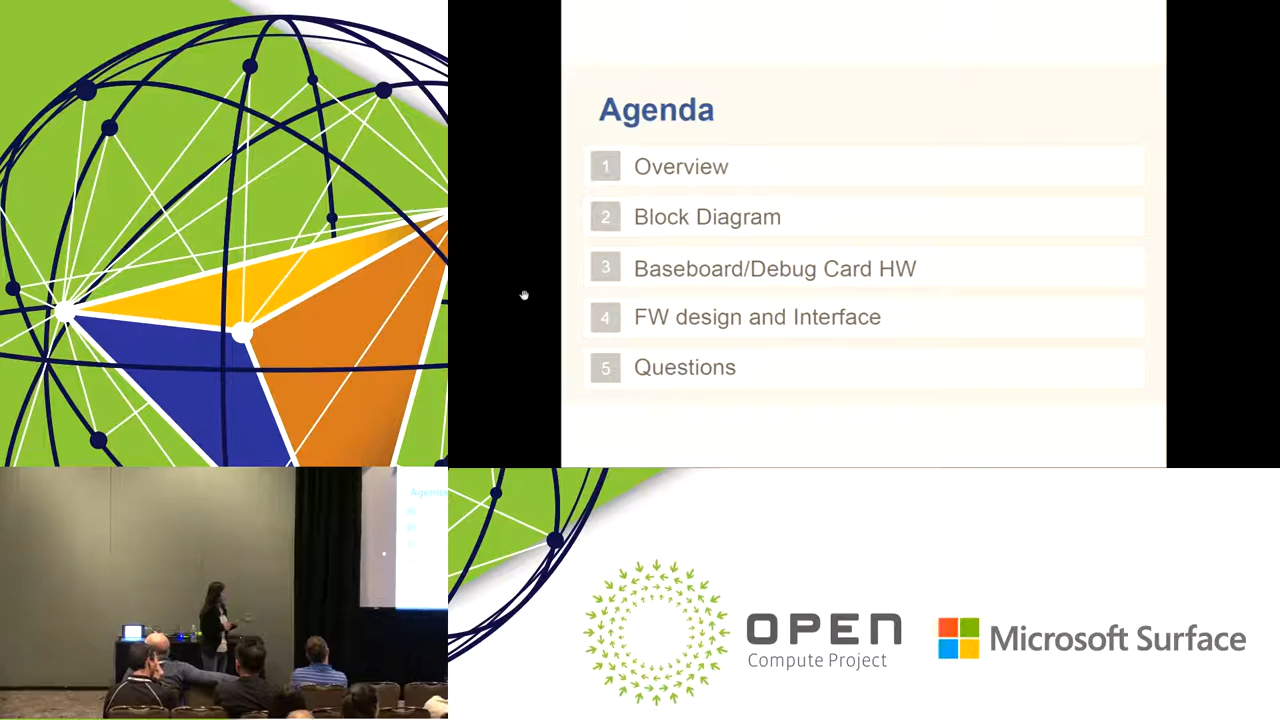 Agenda
1 Overview
2 Block Diagram
3 Baseboard/Debug Card HW
4 FW design and Interface
5 Questions
Agenda
OPEN
Compute Project
Microsoft Surface